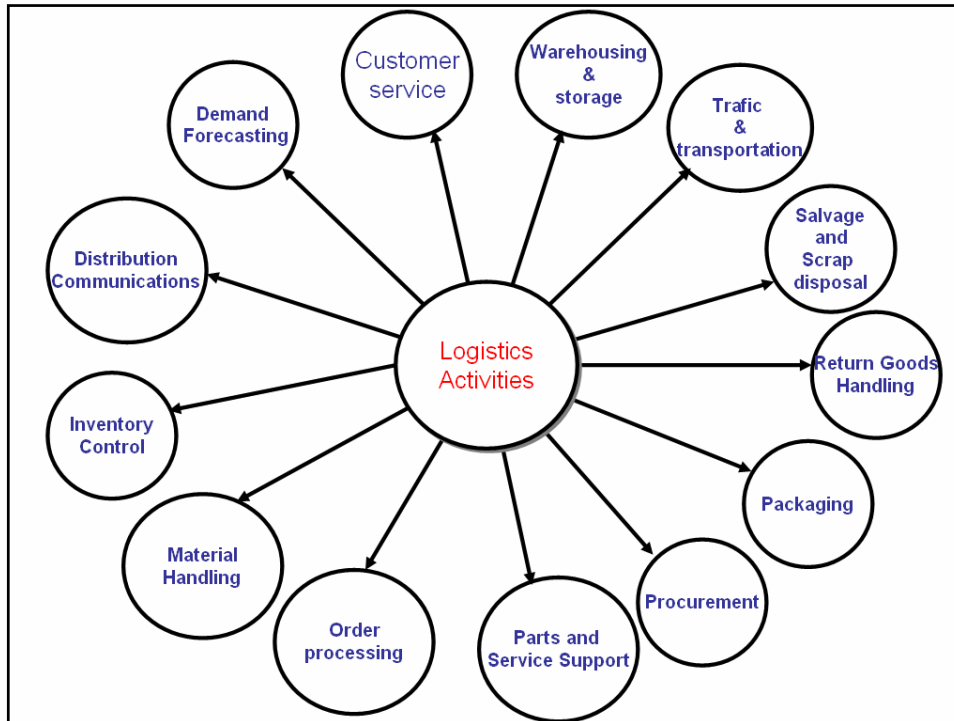 Customer
service
Warehousing
&
storage
Trafic
&
transportation
Demand
Forecasting
Salvage
and
Scrap
disposal
Distribution
Communications
Logistics
Activities
Return Goods
Handling
Inventory
Control
Packaging
Material
Handling
Procurement
Order
processing
Parts and
Service Support